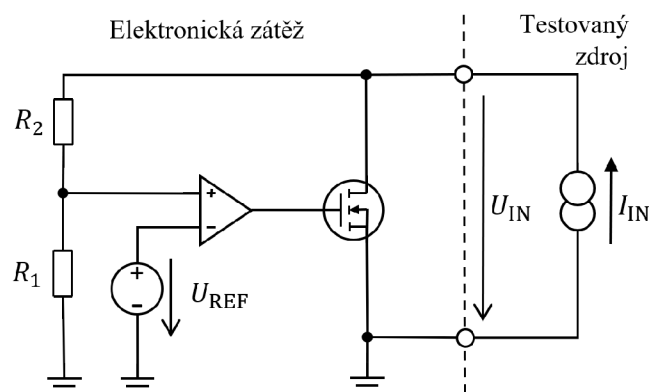 Elektronická zátěž
Testovaný
zdroj
R2
+
-
R1
+
-
UREF
UIN
IIN